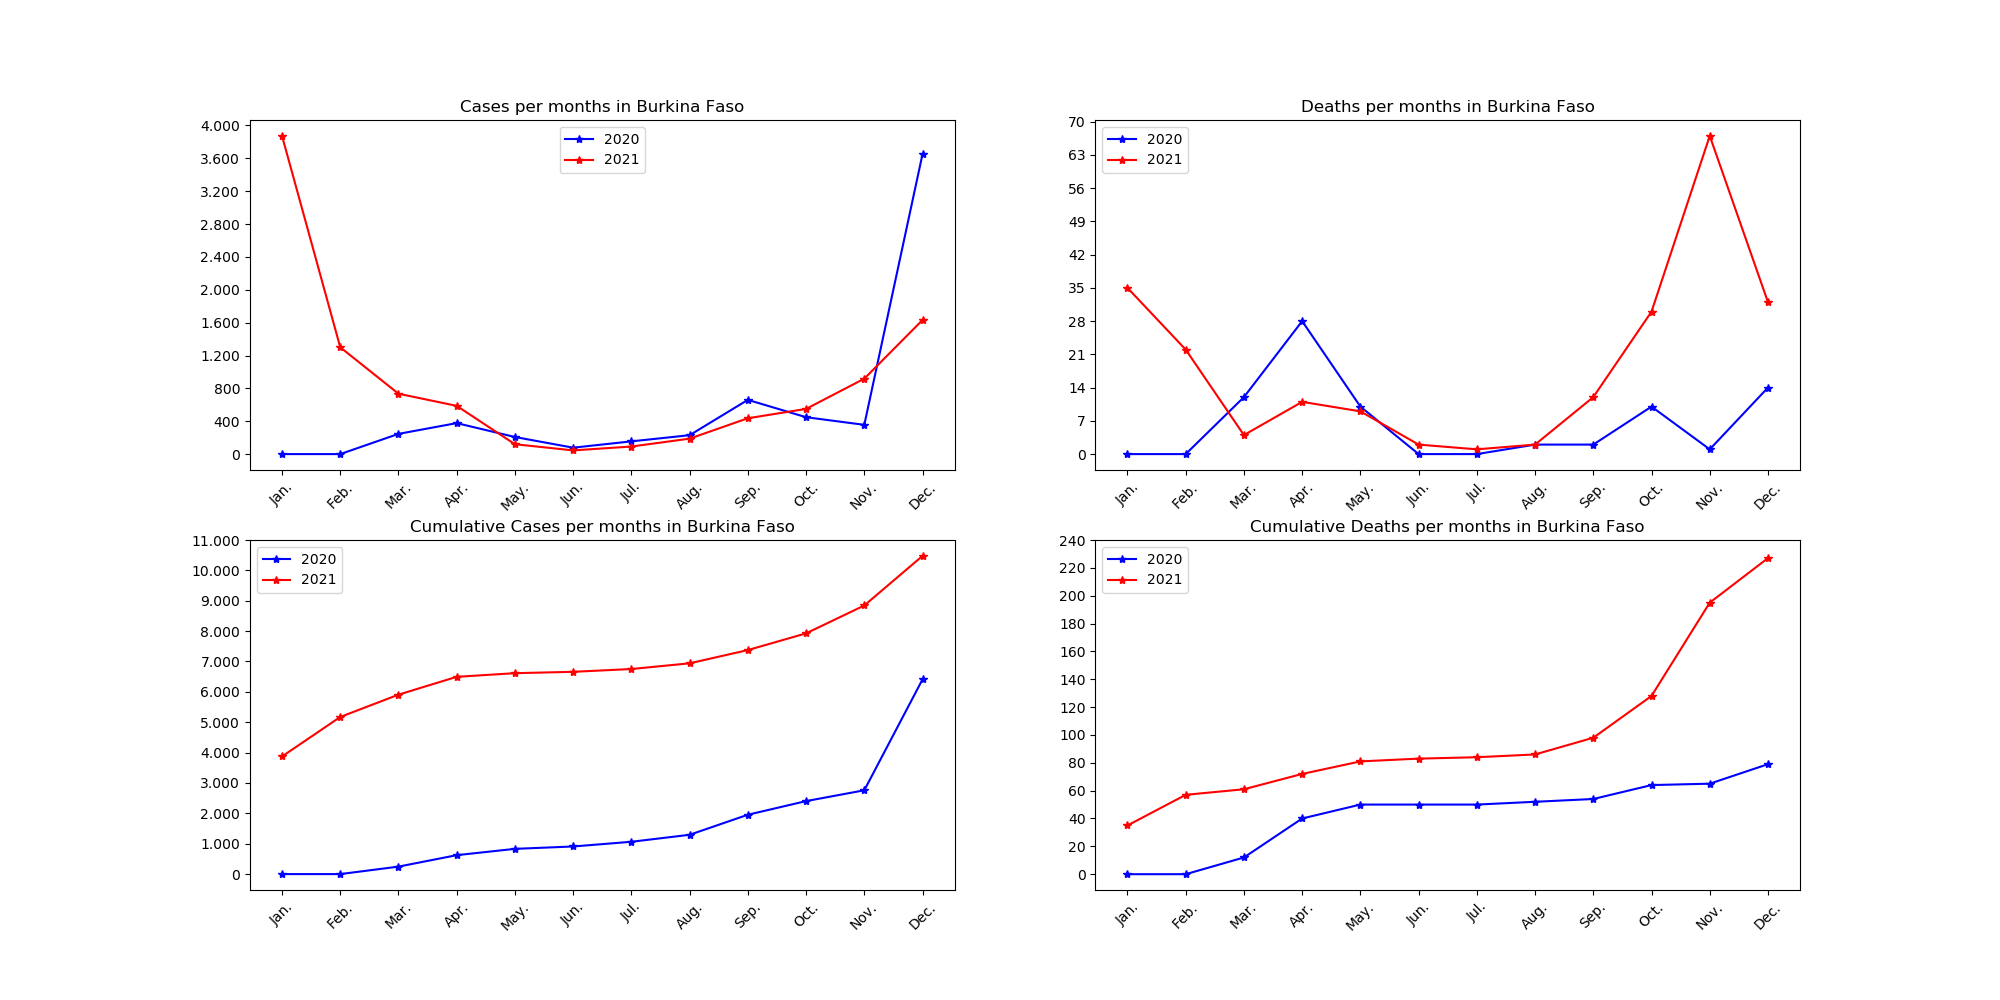 Cases per months in Burkina Faso
4.000
3.600
3.200
2.800
2.400
2.000
1.600
1.200
800
400
0
2020
2021
Jan.
Feb.
Mar.
Apr.
May.
Jun.
Jul.
Aug.
Sep.
Oct.
Nov.
Dec.
Deaths per months in Burkina Faso
70
63
56
49
42
35
28
21
14
7
0
2020
2021
Jan.
Feb.
Mar.
Apr.
May.
Jun.
Jul.
Aug.
Sep.
Oct.
Nov.
Dec.
Cumulative Cases per months in Burkina Faso
11.000
10.000
9.000
8.000
7.000
6.000
5.000
4.000
3.000
2.000
1.000
0
2020
2021
Jan.
Feb.
Mar.
Apr.
May.
Jun.
Jul.
Aug.
Sep.
Oct.
Nov.
Dec.
Cumulative Deaths per months in Burkina Faso
240
220
200
180
160
140
120
100
80
60
40
20
0
2020
2021
Jan.
Feb.
Mar.
Apr.
May.
Jun.
Jul.
Aug.
Sep.
Oct.
Nov.
Dec.